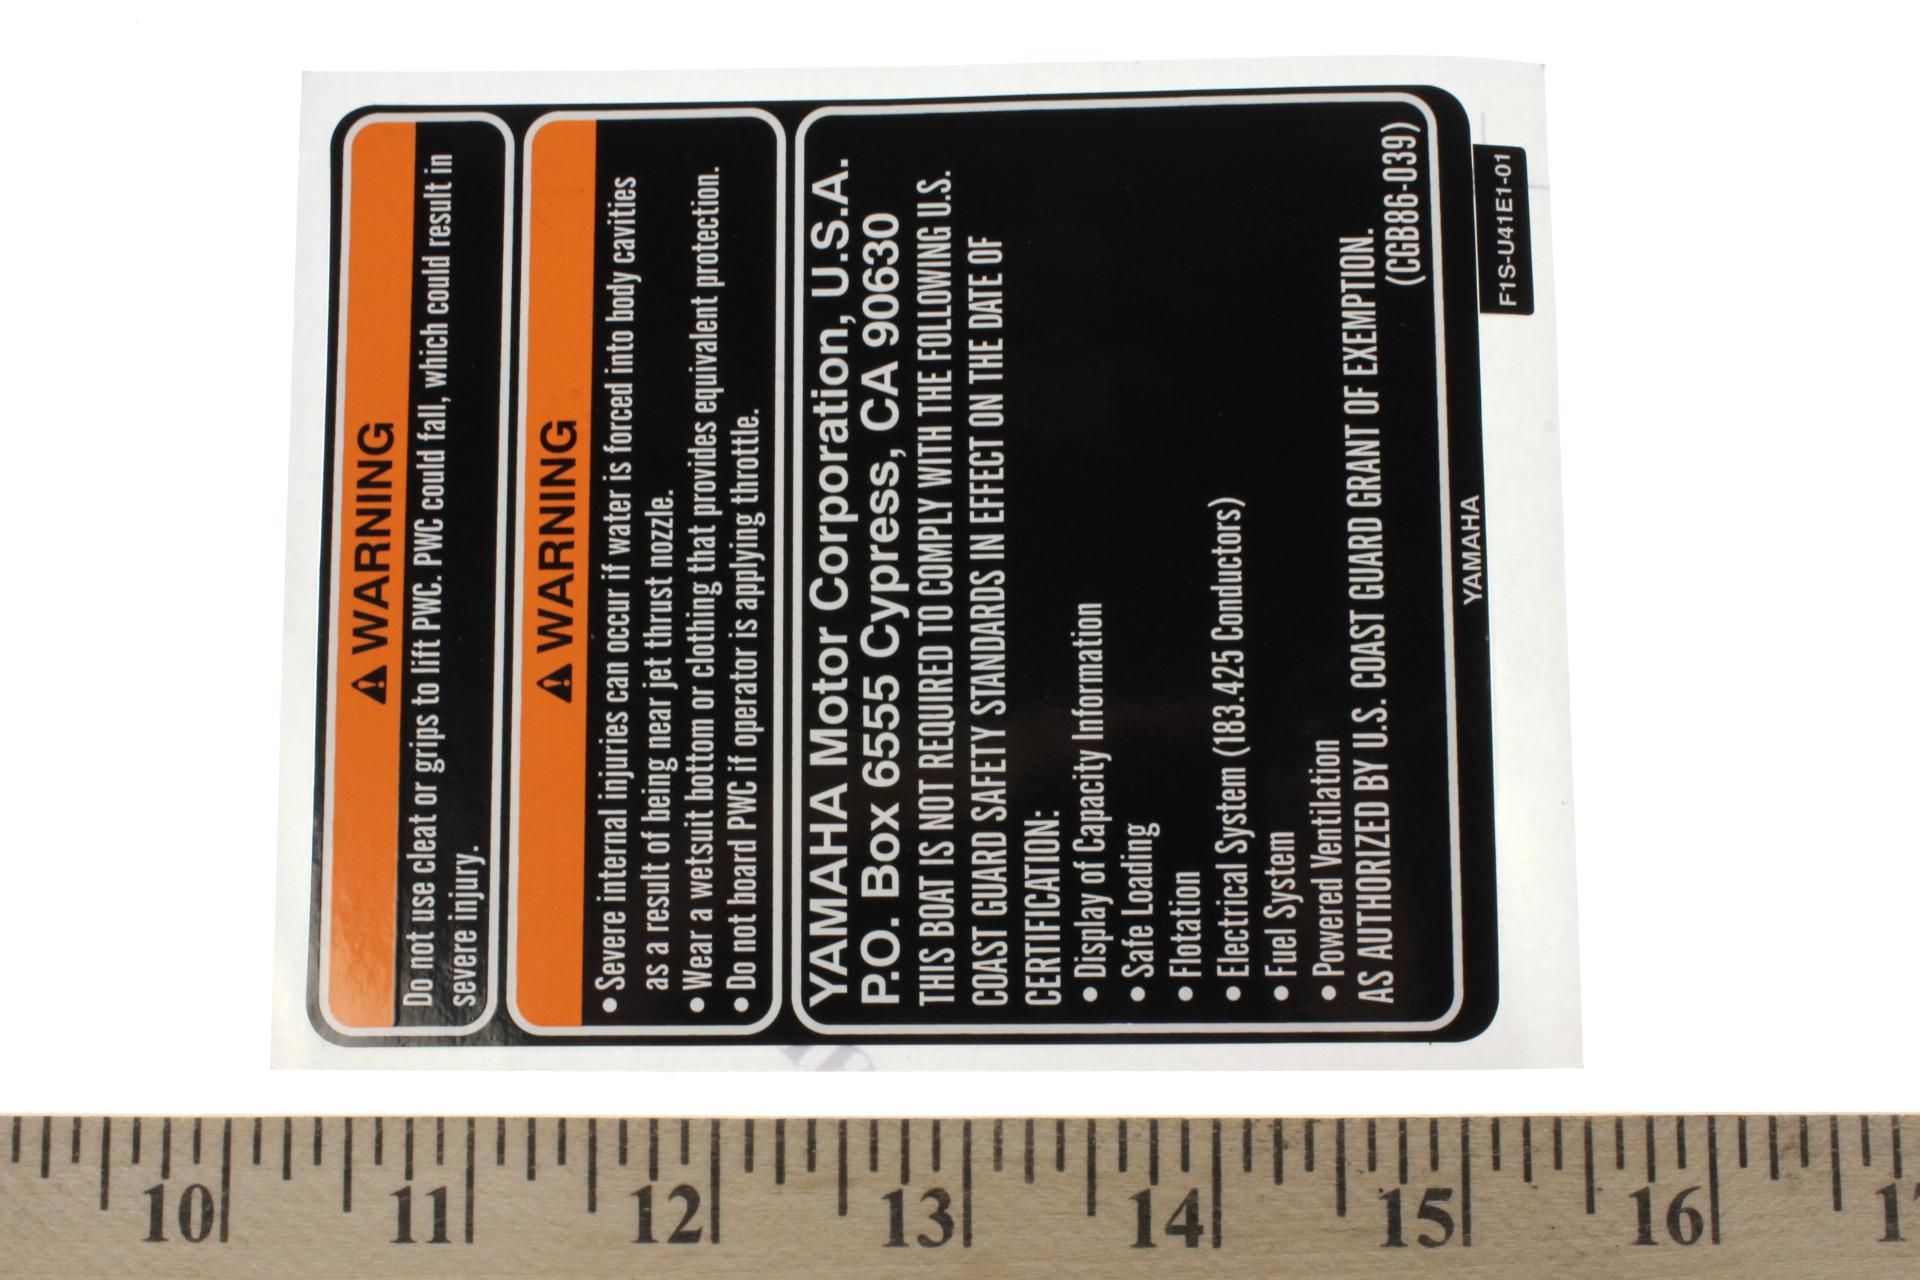 ⚠ WARNING
Do not use cleat or grips to lift PWC. PWC could fall, which could result in
severe injury.
⚠ WARNING
• Severe internal injuries can occur if water is forced into body cavities
as a result of being near jet thrust nozzle.
• Wear a wetsuit bottom or clothing that provides equivalent protection.
• Do not board PWC if operator is applying throttle.
YAMAHA Motor Corporation, U.S.A.
P.O. Box 6555 Cypress, CA 90630
THIS BOAT IS NOT REQUIRED TO COMPLY WITH THE FOLLOWING U.S.
COAST GUARD SAFETY STANDARDS IN EFFECT ON THE DATE OF
CERTIFICATION:
• Display of Capacity Information
• Safe Loading
• Flotation
• Electrical System (183.425 Conductors)
• Fuel System
• Powered Ventilation
AS AUTHORIZED BY U.S. COAST GUARD GRANT OF EXEMPTION.
(CGB86-039)
YAMAHA
F1S-U41E1-01
10 11 12 13 14 15 16